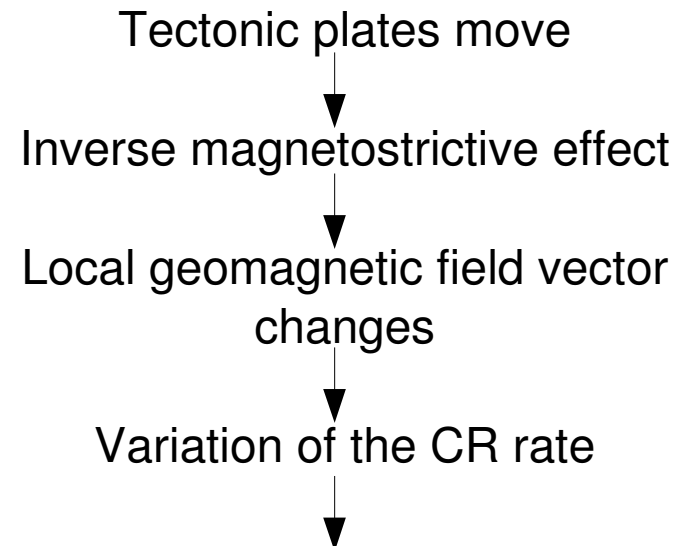 Tectonic plates move
Inverse magnetostrictive effect
Local geomagnetic field vector
changes
Variation of the CR rate